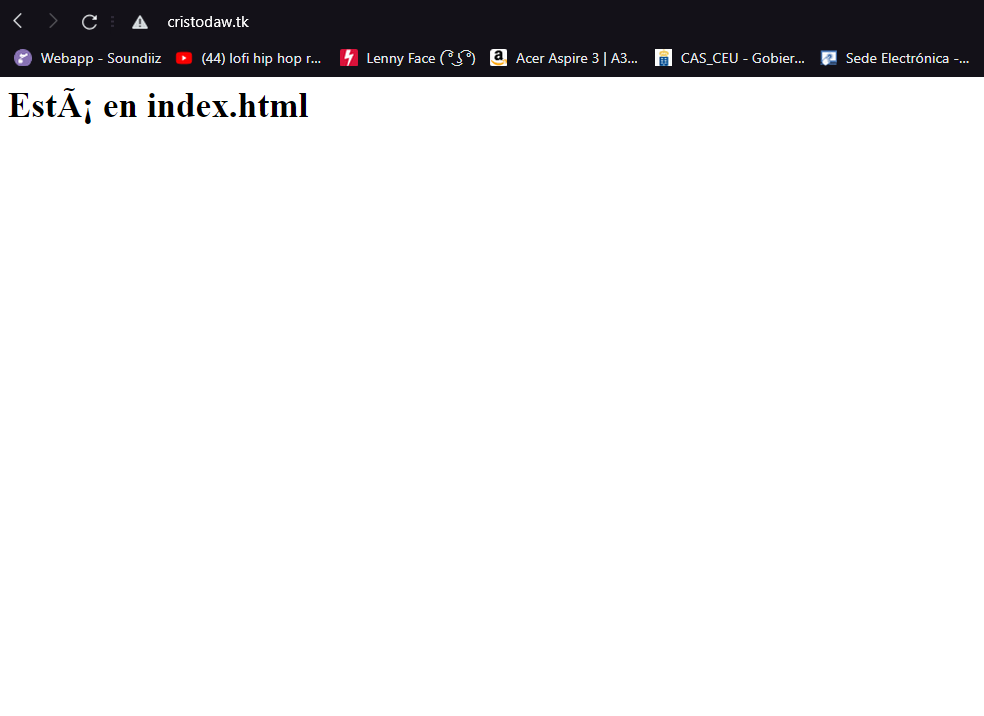 cristodaw.tk
Webapp - Soundiiz (44) lofi hip hop r... Lenny Face ( ͡° ͜ʖ ͡°) Acer Aspire 3 | A3... CAS_CEU - Gobier... Sede Electrónica -...
EstÃ¡ en index.html